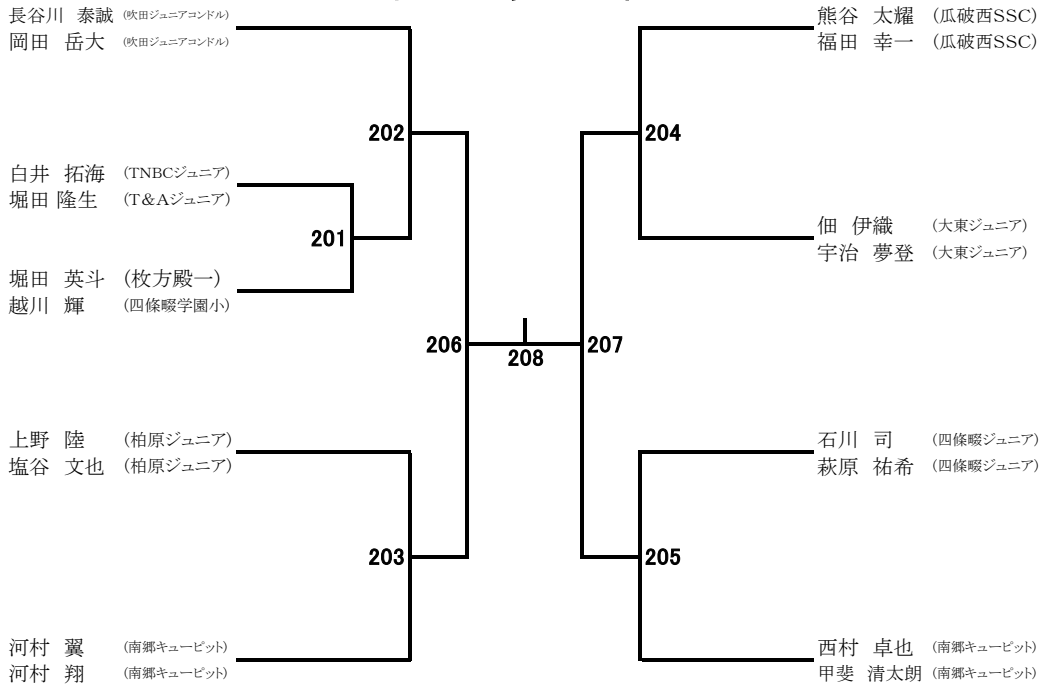 長谷川 泰誠 (吹田ジュニアコンドル)
岡田 岳大 (吹田ジュニアコンドル)
202
白井 拓海 (TNBCジュニア)
堀田 隆生 (T&Aジュニア)
201
堀田 英斗 (枚方殿一)
越川 輝 (四條畷学園小)
206
208
上野 陸 (柏原ジュニア)
塩谷 文也 (柏原ジュニア)
203
河村 翼 (南郷キューピット)
河村 翔 (南郷キューピット)
熊谷 太耀 (瓜破西SSC)
福田 幸一 (瓜破西SSC)
204
佃 伊織 (大東ジュニア)
宇治 夢登 (大東ジュニア)
207
石川 司 (四條畷ジュニア)
萩原 祐希 (四條畷ジュニア)
205
西村 卓也 (南郷キューピット)
甲斐 清太朗 (南郷キューピット)